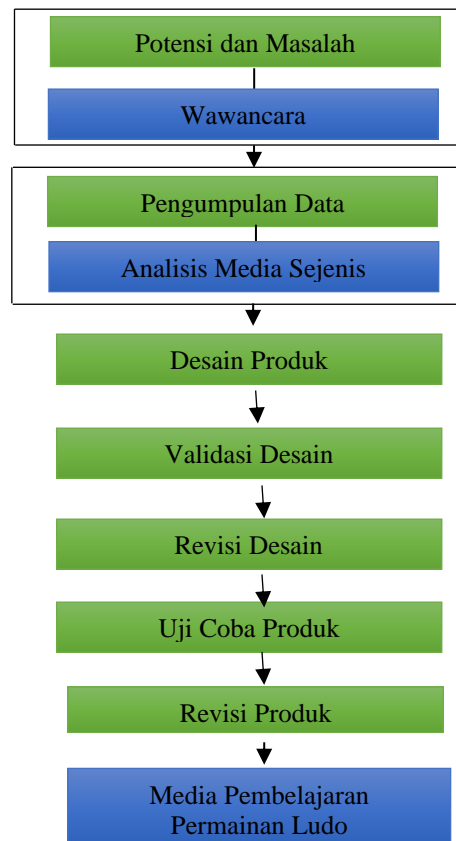 Potensi dan Masalah
Wawancara
Pengumpulan Data
Analisis Media Sejenis
Desain Produk
Validasi Desain
Revisi Desain
Uji Coba Produk
Revisi Produk
Media Pembelajaran
Permainan Ludo